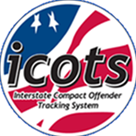 icots
Interstate Compact Offender
Tracking System